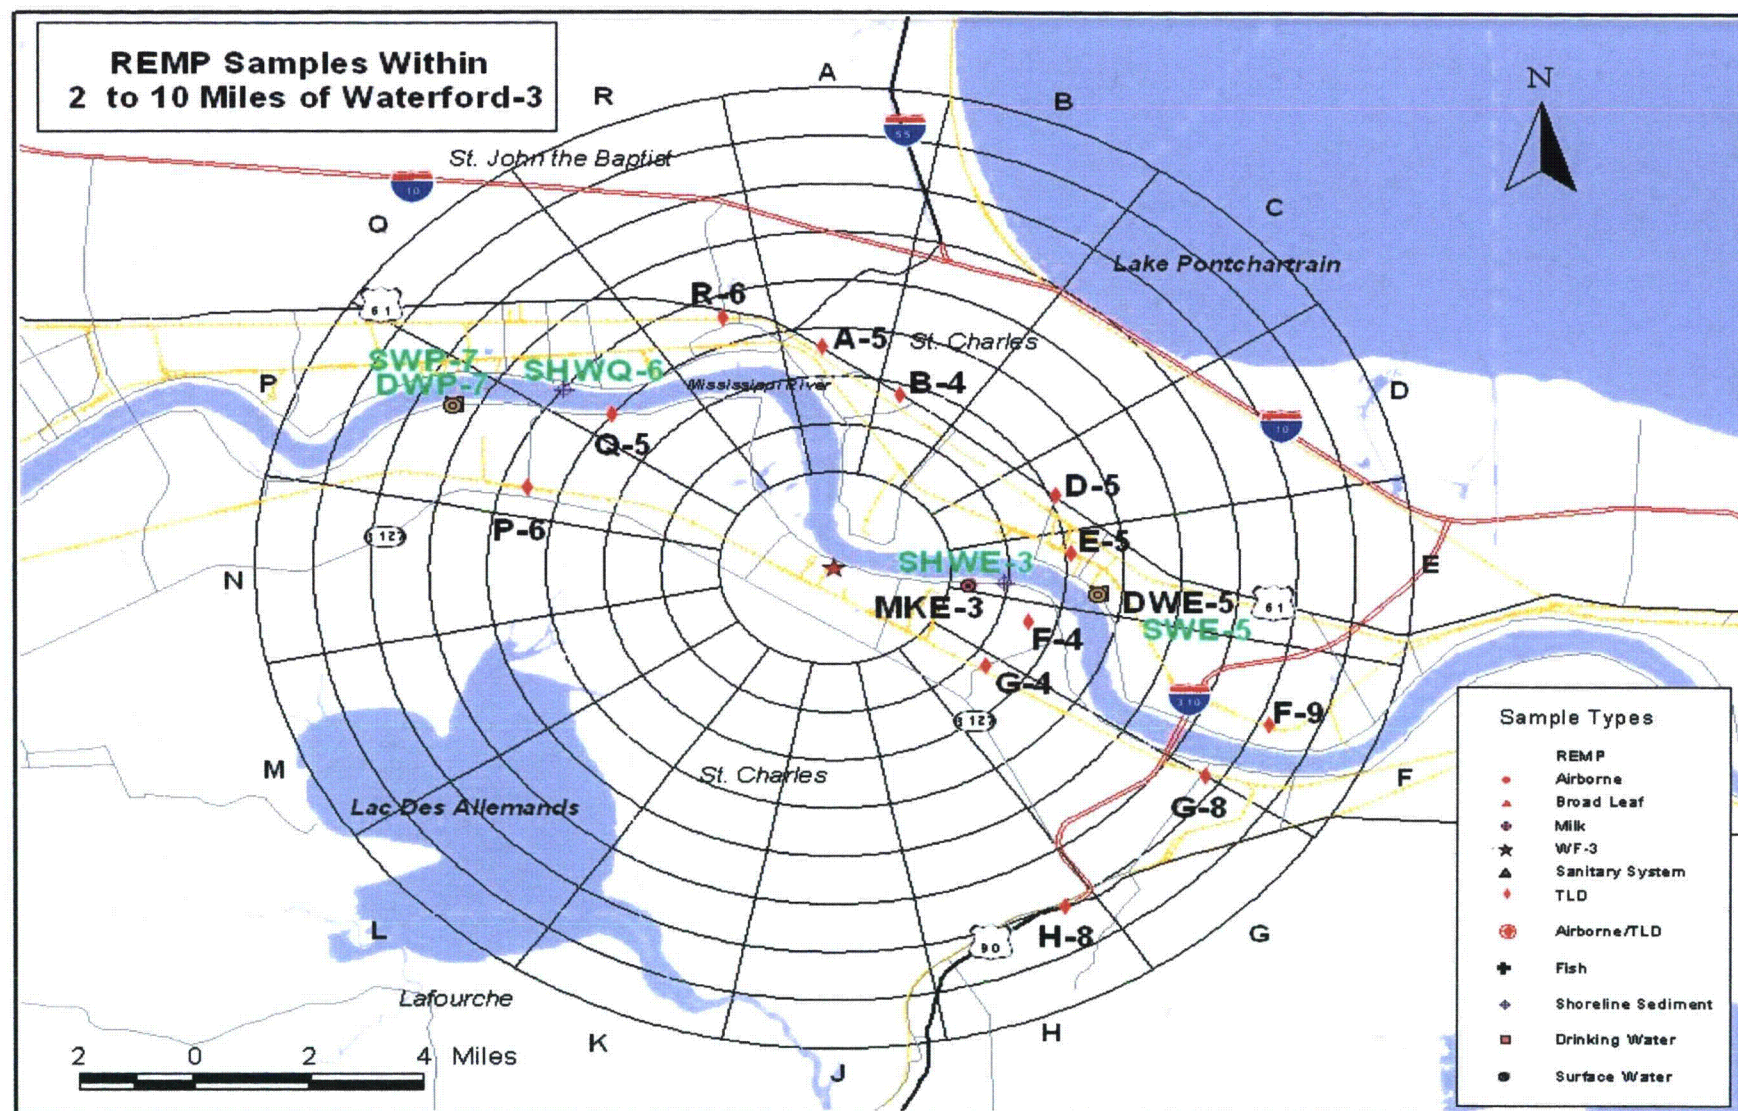 REMP Samples Within
2 to 10 Miles of Waterford-3
A
R
B
N
55
St. John the Baptist
10
C
Q
Lake Pontchartrain
R-6
61
A-5
St. Charles
SWP-7
SHWQ-6
P
DWP-7
Mississippi River
B-4
D
10
Q-5
D-5
P-6
3127
E-5
SHWE-3
E
N
MKE-3
DWE-5
61
SWE-5
F-4
G-4
310
F-9
3127
M
St. Charles
F
Lac Des Allemands
G-8
L
H-8
G
90
Lafourche
H
K
J
2 0 2 4 Miles
Sample Types
REMP
Airborne
Broad Leaf
Milk
WF-3
Sanitary System
TLD
Airborne/TLD
Fish
Shoreline Sediment
Drinking Water
Surface Water